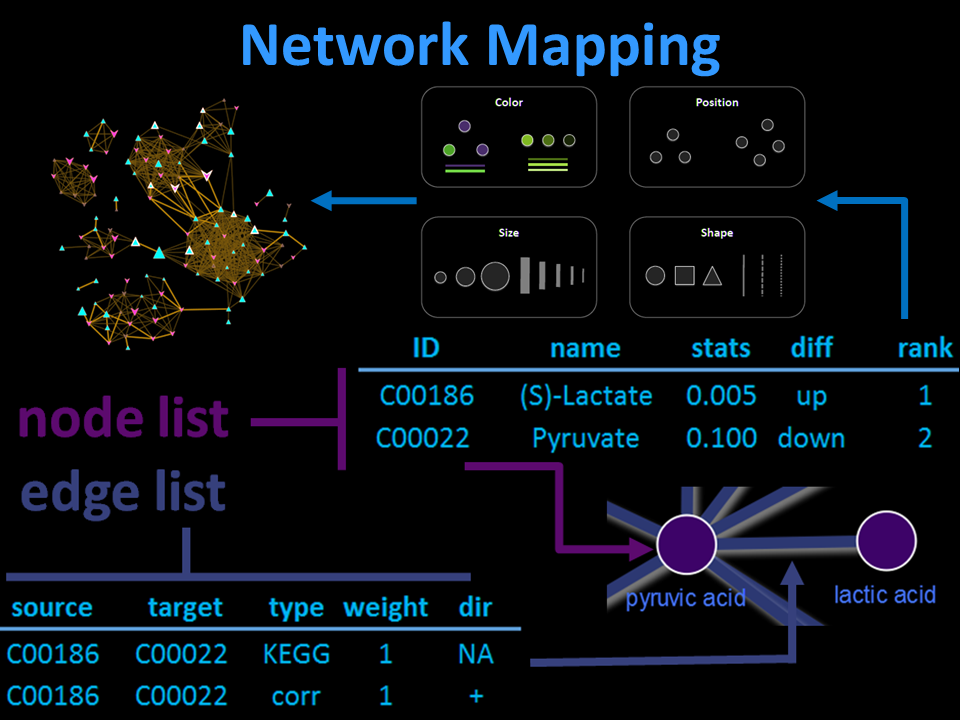 Network Mapping
Color
Position
Size
Shape
ID name stats diff rank
C00186 (S)-Lactate 0.005 up 1
C00022 Pyruvate 0.100 down 2
node list
edge list
pyruvic acid
lactic acid
source target type weight dir
C00186 C00022 KEGG 1 NA
C00186 C00022 corr 1 +